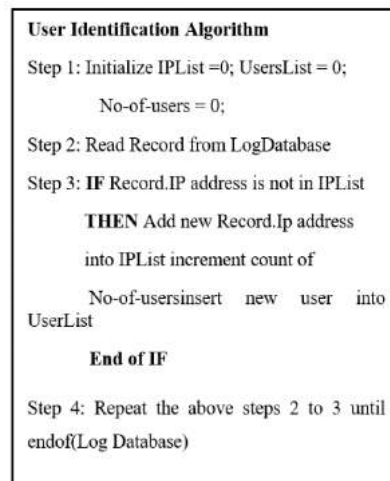 User Identification Algorithm
Step 1: Initialize IPList =0; UsersList = 0;
No-of-users = 0;
Step 2: Read Record from LogDatabase
Step 3: IF Record.IP address is not in IPList
THEN Add new Record.Ip address
into IPList increment count of
No-of-usersinsert new user into
UserList
End of IF
Step 4: Repeat the above steps 2 to 3 until
endof(Log Database)